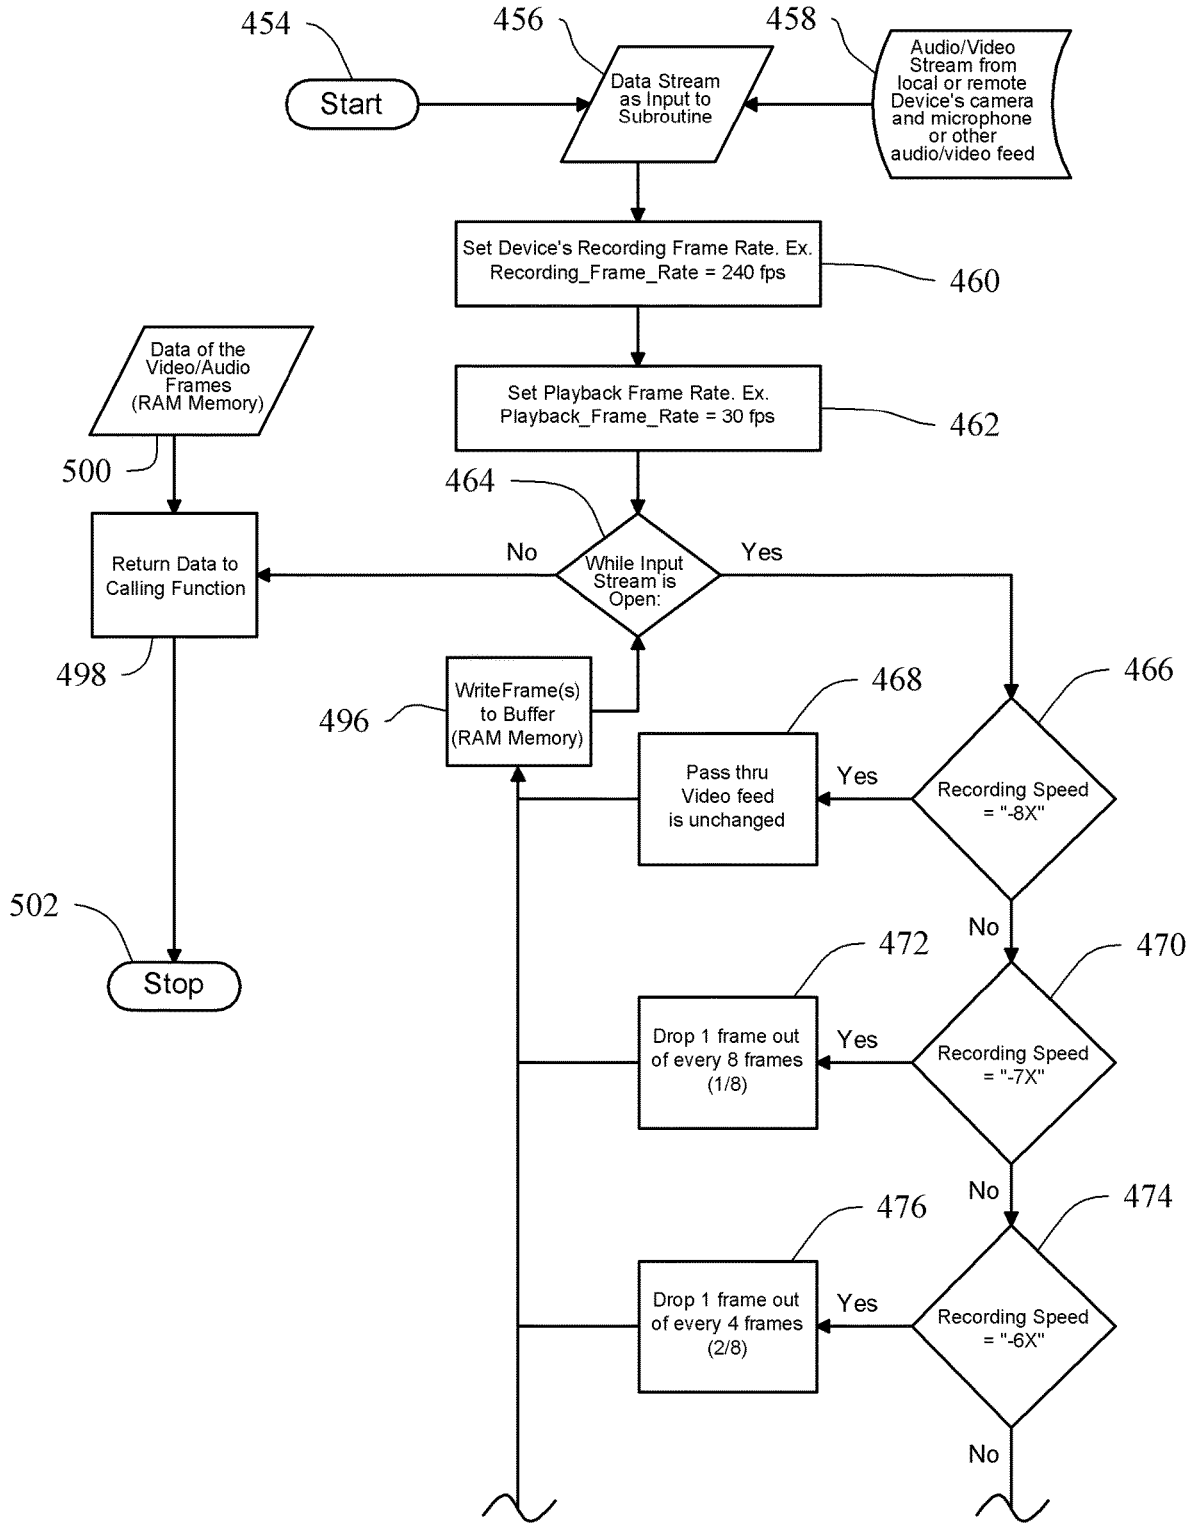 454
456
458
Start
Data Stream
as Input to
Subroutine
Audio/Video
Stream from
local or remote
Device's camera
and microphone
or other
audio/video feed
Set Device's Recording Frame Rate. Ex.
Recording_Frame_Rate = 240 fps
460
Data of the
Video/Audio
Frames
(RAM Memory)
500
Set Playback Frame Rate. Ex.
Playback_Frame_Rate = 30 fps
462
464
No
Yes
While Input
Stream is
Open:
Return Data to
Calling Function
498
WriteFrame(s)
to Buffer
(RAM Memory)
496
468
466
Pass thru
Video feed
is unchanged
Yes
Recording Speed
= "-8X"
No
502
Stop
472
470
Drop 1 frame out
of every 8 frames
(1/8)
Yes
Recording Speed
= "-7X"
No
476
474
Drop 1 frame out
of every 4 frames
(2/8)
Yes
Recording Speed
= "-6X"
No